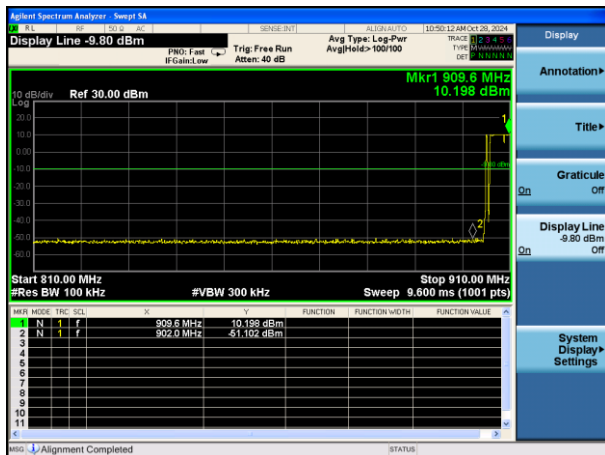 Agilent Spectrum Analyzer - Swept SA
RL RF 50 Ω AC SENSE:INT ALIGNAUTO 10:50:12 AM Oct 28, 2024
Display Line -9.80 dBm
PNO: Fast
IFGain:Low
Trig: Free Run
Atten: 40 dB
Avg Type: Log-Pwr
Avg|Hold:> 100/100
TRACE 1 2 3 4 5
TYPE
DET P N N N N N
Mkr1 909.6 MHz
10.198 dBm
10 dB/div Ref 30.00 dBm
Log
20.0
10.0
0.00
-10.0
-20.0
-30.0
-40.0
-50.0
-60.0
1
2
Start 810.00 MHz Stop 910.00 MHz
#Res BW 100 kHz #VBW 300 kHz Sweep 9.600 ms (1001 pts)
MKR MODE TRC SCL X Y FUNCTION FUNCTION WIDTH FUNCTION VALUE
1 N 1 f 909.6 MHz 10.198 dBm
2 N 1 f 902.0 MHz -51.102 dBm
3
4
5
6
7
8
9
10
11
MSG Alignment Completed STATUS
Display
Annotation
Title
Graticule
On Off
Display Line
-9.80 dBm
On Off
System
Display
Settings